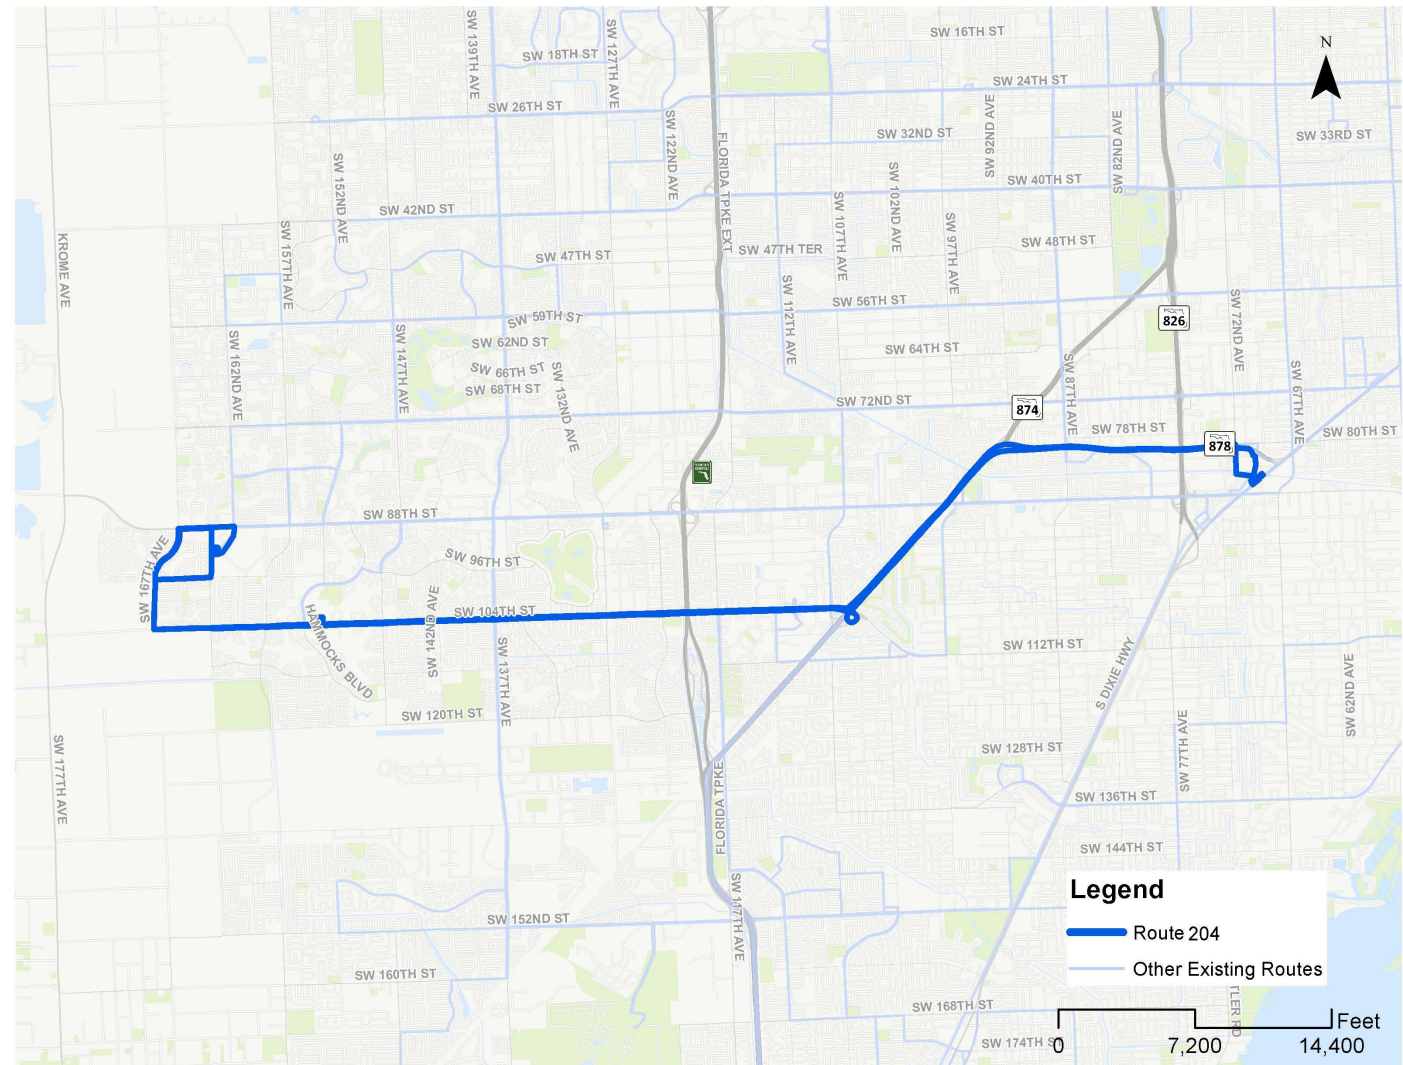 SW 16TH ST
N
SW 139TH AVE
SW 18TH ST
SW 127TH AVE
SW 24TH ST
SW 26TH ST
SW 92ND AVE
SW 82ND AVE
SW 32ND ST
SW 33RD ST
SW 122ND AVE
FLORIDA TPKE EXT
SW 152ND AVE
SW 40TH ST
SW 102ND AVE
SW 107TH AVE
SW 42ND ST
SW 157TH AVE
SW 97TH AVE
SW 48TH ST
KROME AVE
SW 47TH ST
SW 47TH TER
SW 112TH AVE
SW 56TH ST
SW 72ND AVE
826
SW 59TH ST
SW 162ND AVE
SW 147TH AVE
SW 62ND ST
SW 64TH ST
SW 66TH ST
SW 68TH ST
SW 132ND AVE
SW 87TH AVE
SW 67TH AVE
SW 72ND ST
874
SW 78TH ST
SW 80TH ST
878
SW 88TH ST
SW 167TH AVE
SW 96TH ST
SW 142ND AVE
SW 104TH ST
HAMMOCKS BLVD
SW 137TH AVE
SW 112TH ST
S DIXIE HWY
SW 62ND AVE
SW 120TH ST
SW 77TH AVE
SW 177TH AVE
SW 128TH ST
FLORIDA TPKE
SW 136TH ST
SW 144TH ST
SW 117TH AVE
Legend
SW 152ND ST
Route 204
SW 160TH ST
Other Existing Routes
SW 168TH ST
TLER RD
SW 174TH ST
Feet
0
7,200
14,400